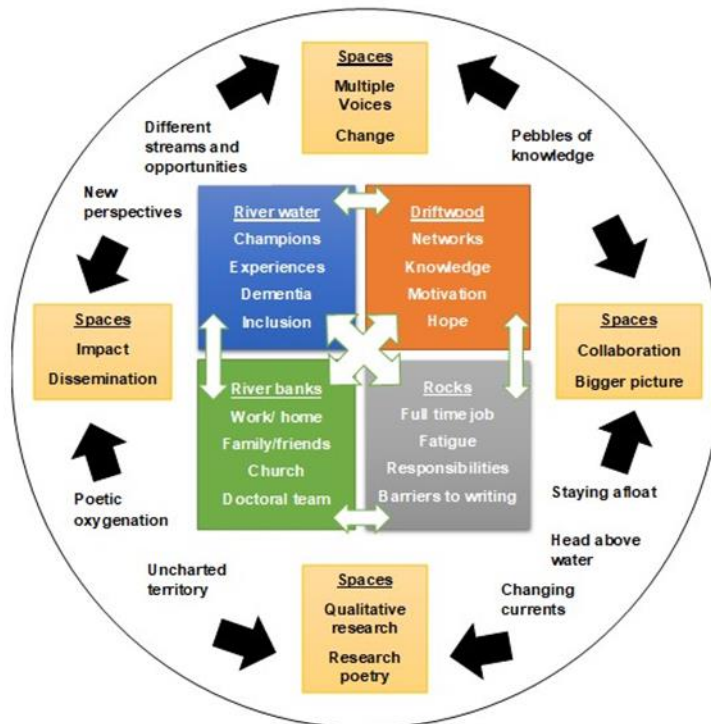 Spaces
Multiple
Voices
Change
Different
streams and
opportunities
Pebbles of
knowledge
New
perspectives
River water
Champions
Experiences
Dementia
Inclusion
Driftwood
Networks
Knowledge
Motivation
Hope
Spaces
Impact
Dissemination
Spaces
Collaboration
Bigger picture
River banks
Work/ home
Family/friends
Church
Doctoral team
Rocks
Full time job
Fatigue
Responsibilities
Barriers to writing
Poetic
oxygenation
Staying afloat
Uncharted
territory
Head above
water
Changing
currents
Spaces
Qualitative
research
Research
poetry